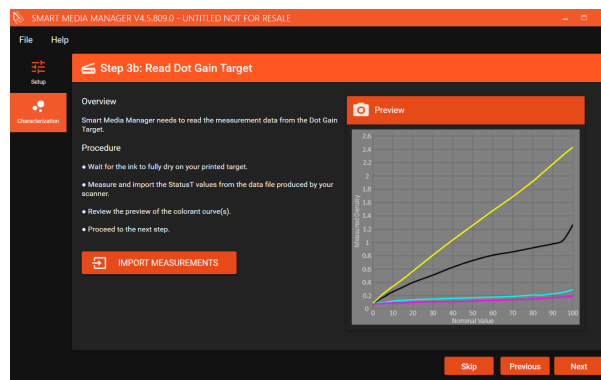 SMART MEDIA MANAGER V4.5.809.0 - UNTITLED NOT FOR RESALE
File Help
Setup
Characterization
Step 3b: Read Dot Gain Target
Overview
Smart Media Manager needs to read the measurement data from the Dot Gain
Target.
Procedure
● Wait for the ink to fully dry on your printed target.
● Measure and import the StatusT values from the data file produced by your
scanner.
● Review the preview of the colorant curve(s).
● Proceed to the next step.
IMPORT MEASUREMENTS
Preview
Measured Density
2.6
2.4
2.2
2
1.8
1.6
1.4
1.2
1
0.8
0.6
0.4
0.2
0
0 10 20 30 40 50 60 70 80 90 100
Nominal Value
Skip Previous Next